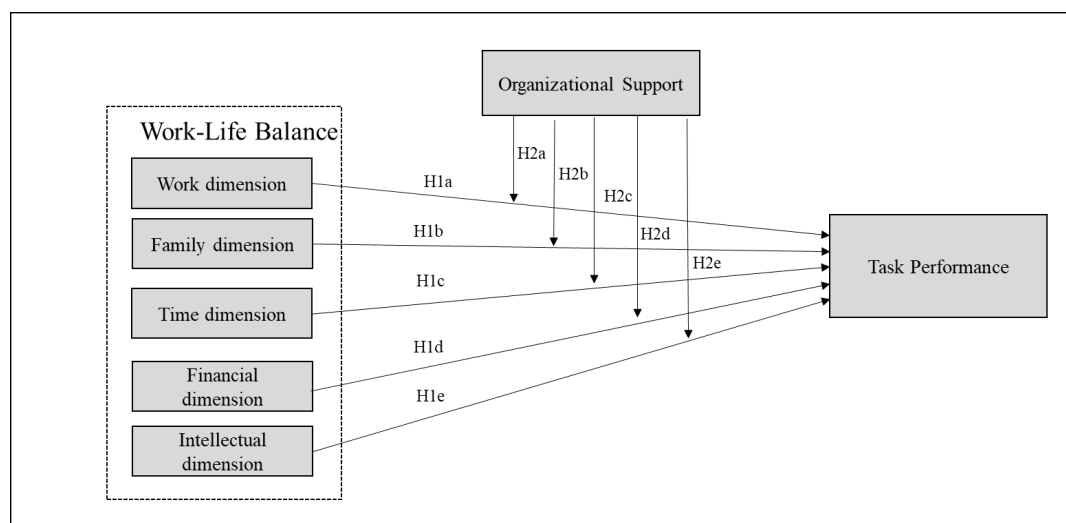 Organizational Support
Work-Life Balance
Work dimension
Family dimension
Time dimension
Financial
dimension
Intellectual
dimension
H1a
H1b
H1c
H1d
H1e
H2a
H2b
H2c
H2d
H2e
Task Performance